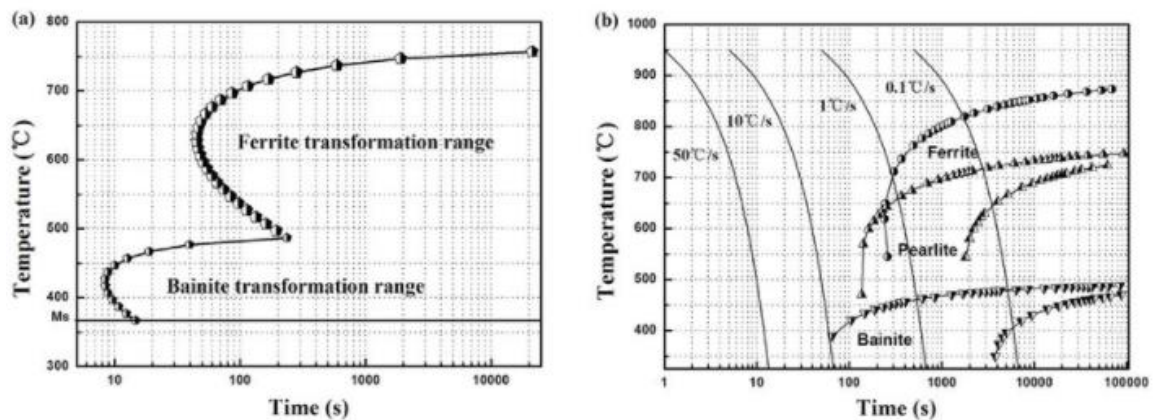 (a)
800
700
600
500
400
Ms
300
Temperature (℃)
Ferrite transformation range
Bainite transformation range
10
100
1000
10000
Time (s)
(b)
1000
900
800
700
600
500
400
Temperature (℃)
50℃/s
10℃/s
1℃/s
0.1℃/s
Ferrite
Pearlite
Bainite
1
10
100
1000
10000
100000
Time (s)